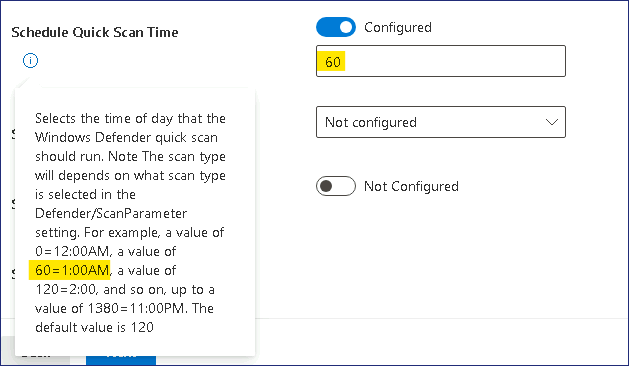 Schedule Quick Scan Time
Configured
60
Selects the time of day that the
Windows Defender quick scan
should run. Note The scan type
will depends on what scan type
is selected in the
Defender/ScanParameter
setting. For example, a value of
0=12:00AM, a value of
60=1:00AM, a value of
120=2:00, and so on, up to a
value of 1380=11:00PM. The
default value is 120
Not configured
Not Configured